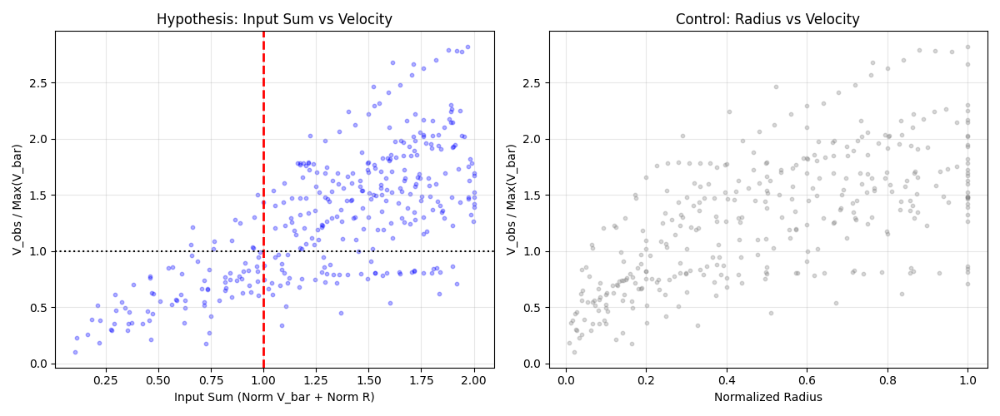 Hypothesis: Input Sum vs Velocity
V_obs / Max(V_bar)
2.5
2.0
1.5
1.0
0.5
0.0
0.25 0.50 0.75 1.00 1.25 1.50 1.75 2.00
Input Sum (Norm V_bar + Norm R)
Control: Radius vs Velocity
V_obs / Max(V_bar)
2.5
2.0
1.5
1.0
0.5
0.0
0.0 0.2 0.4 0.6 0.8 1.0
Normalized Radius